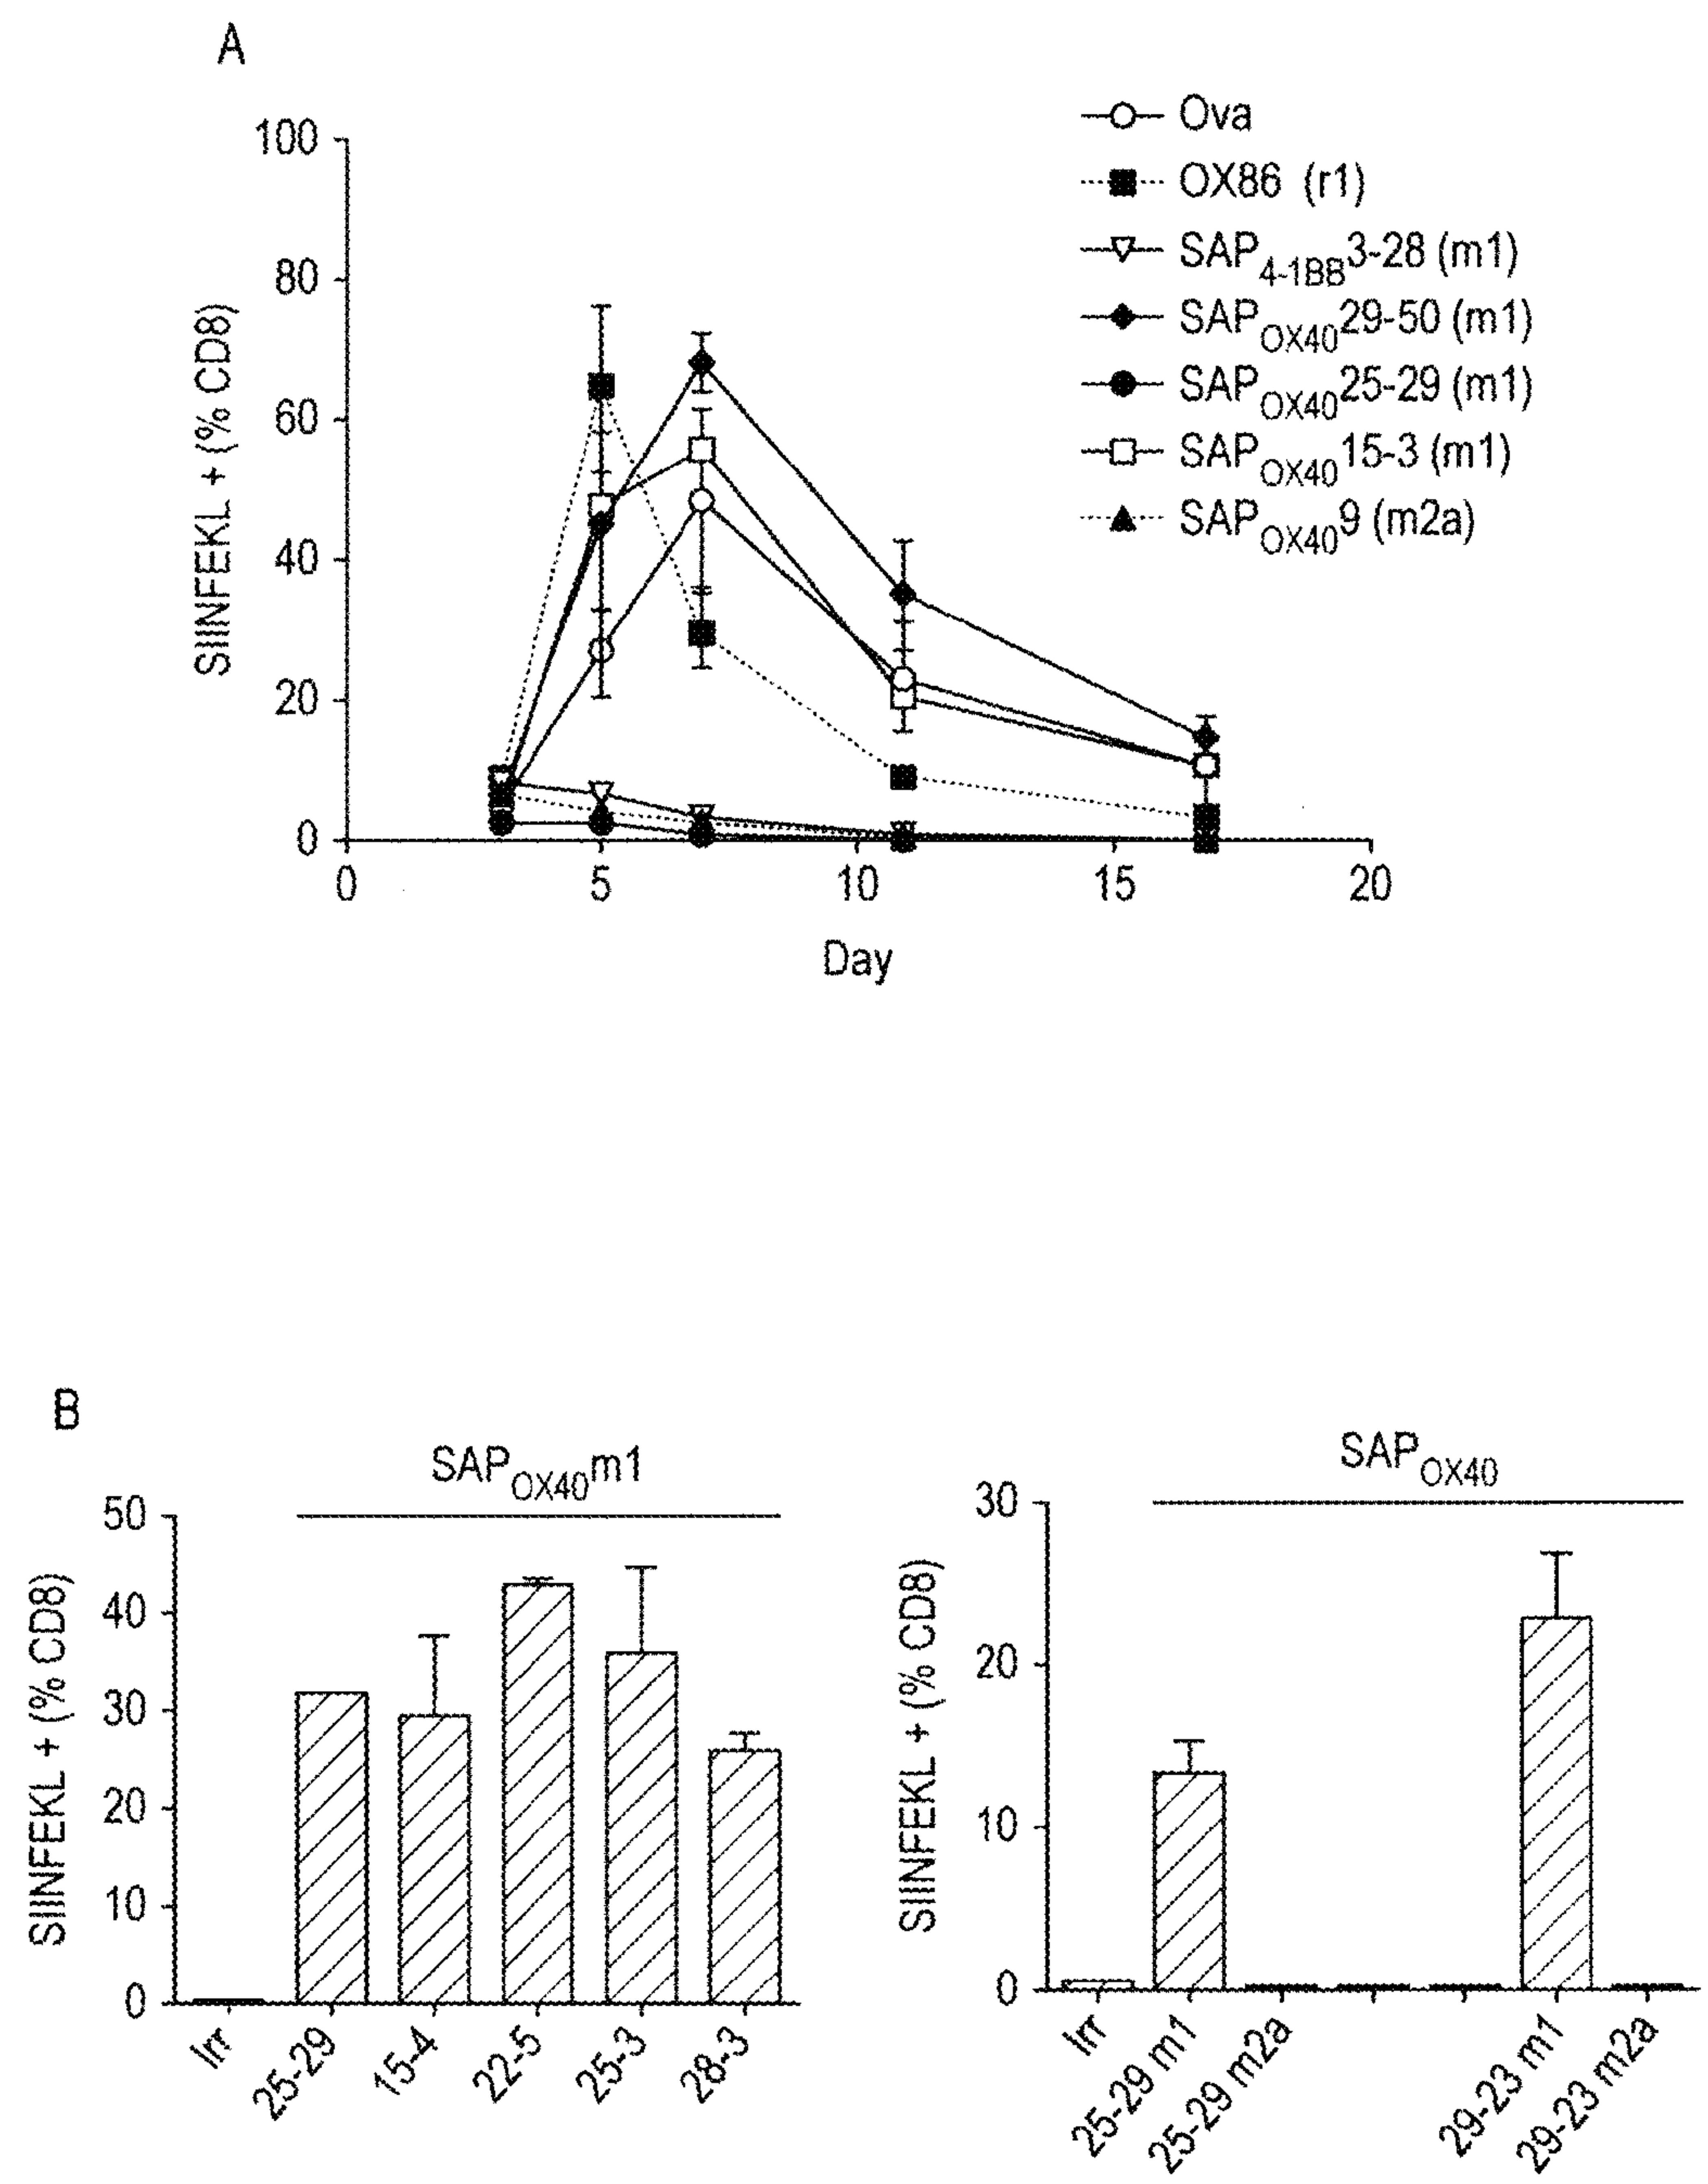 A
SIINFEKL + (% CD8)
100
80
60
40
20
0
0 5 10 15 20
Day
Ova
OX86 (r1)
SAP4-1BB3-28 (m1)
SAPOX4029-50 (m1)
SAPOX4025-29 (m1)
SAPOX4015-3 (m1)
SAPOX409 (m2a)
B
SAPOX40m1
SIINFEKL + (% CD8)
50
40
30
20
10
0
Irr
25-29
15-4
22-5
25-3
28-3
SAPOX40
SIINFEKL + (% CD8)
30
20
10
0
Irr
25-29 m1
25-29 m2a
29-23 m1
29-23 m2a